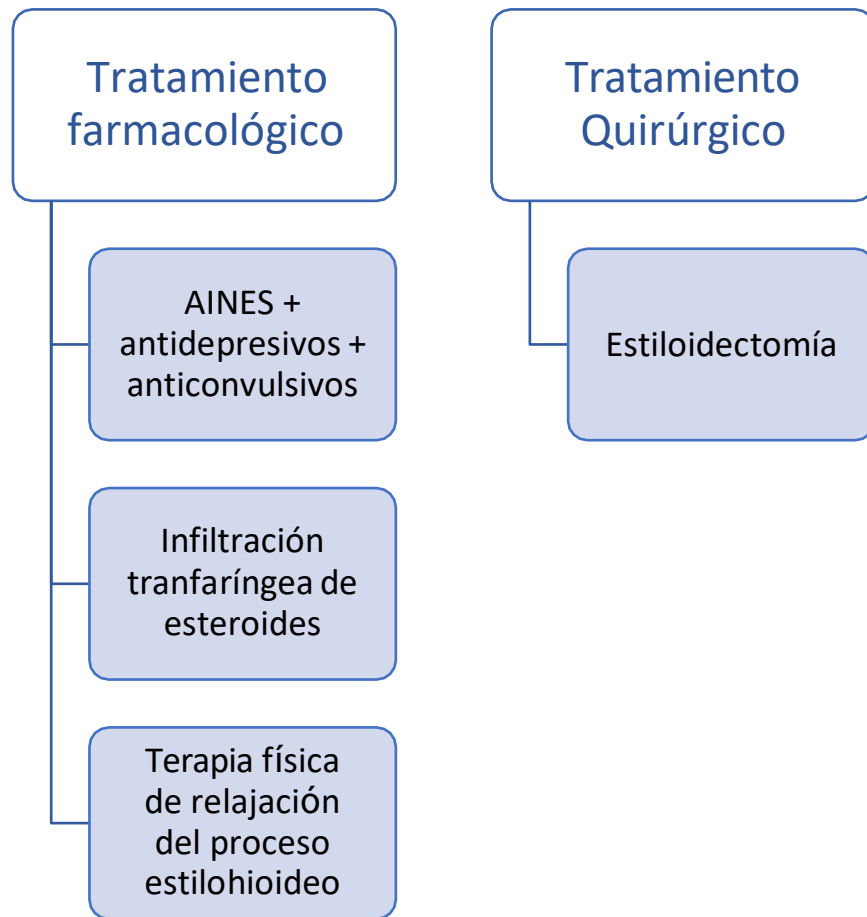 Tratamiento
farmacológico
AINES +
antidepresivos +
anticonvulsivos
Infiltración
tranfaríngea de
esteroides
Terapia física
de relajación
del proceso
estilohioideo
Tratamiento
Quirúrgico
Estiloidectomía